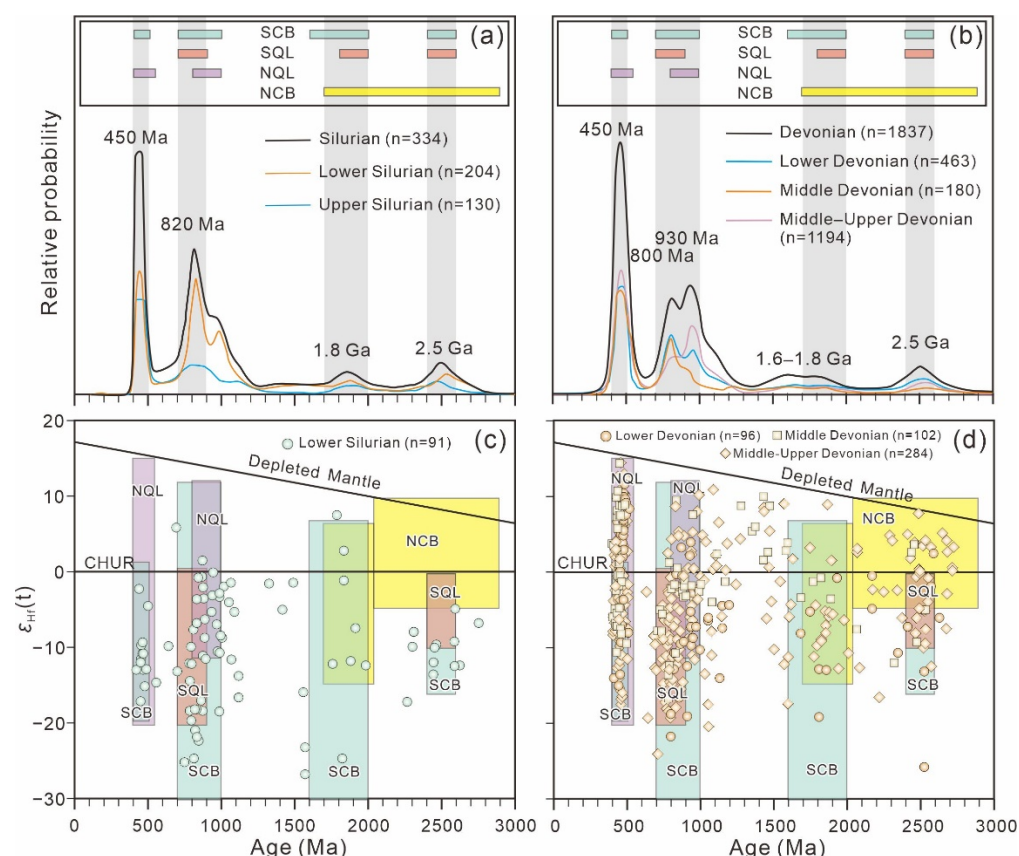 (a)
SCB
SQL
NQL
NCB
450 Ma
820 Ma
1.8 Ga
2.5 Ga
Silurian (n=334)
Lower Silurian (n=204)
Upper Silurian (n=130)
Relative probability
(b)
SCB
SQL
NQL
NCB
450 Ma
930 Ma
800 Ma
1.6–1.8 Ga
2.5 Ga
Devonian (n=1837)
Lower Devonian (n=463)
Middle Devonian (n=180)
Middle–Upper Devonian
(n=1194)
(c)
Lower Silurian (n=91)
Depleted Mantle
NQL
NQL
NCB
CHUR
SQL
SQL
SCB
SCB
SCB
SCB
εHf(t)
20
10
0
−10
−20
−30
0
500
1000
1500
2000
2500
3000
Age (Ma)
(d)
Lower Devonian (n=96)
Middle Devonian (n=102)
Middle-Upper Devonian (n=284)
Depleted Mantle
NQL
NQL
NCB
CHUR
SQL
SQL
SCB
SCB
SCB
SCB
0
500
1000
1500
2000
2500
3000
Age (Ma)